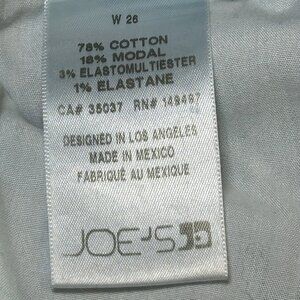 W 26
78% COTTON
18% MODAL
3% ELASTOMULTIESTER
1% ELASTANE
CA# 35037 RN# 149497
DESIGNED IN LOS ANGELES
MADE IN MEXICO
FABRIQUÉ AU MEXIQUE
JOE'S